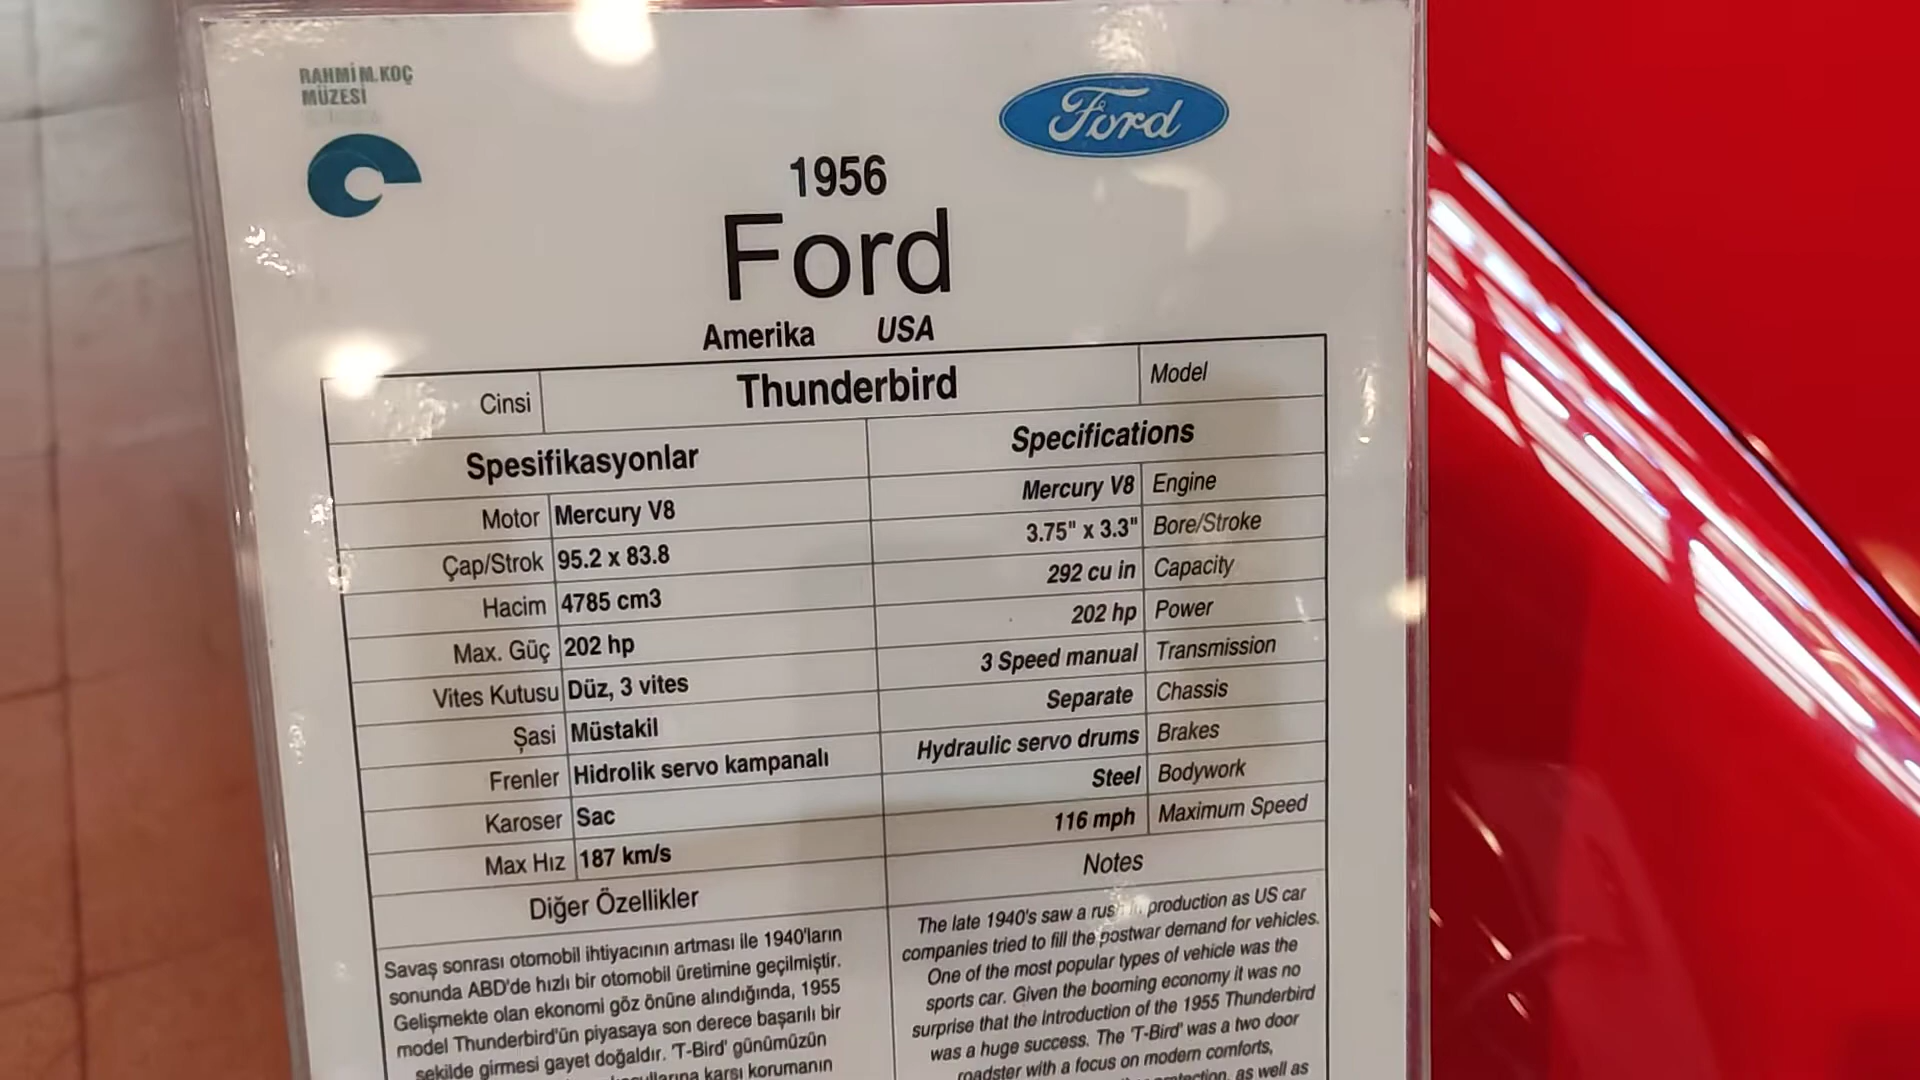 RAHMİ M. KOÇ
MÜZESİ
Ford
1956
Ford
Amerika USA
Cinsi Thunderbird Model
Spesifikasyonlar Specifications
Motor Mercury V8 Mercury V8 Engine
Çap/Strok 95.2 x 83.8 3.75" x 3.3" Bore/Stroke
Hacim 4785 cm3 292 cu in Capacity
Max. Güç 202 hp 202 hp Power
Vites Kutusu Düz, 3 vites 3 Speed manual Transmission
Şasi Müstakil Separate Chassis
Frenler Hidrolik servo kampanalı Hydraulic servo drums Brakes
Karoser Sac Steel Bodywork
Max Hız 187 km/s 116 mph Maximum Speed
Diğer Özellikler
Savaş sonrası otomobil ihtiyacının artması ile 1940'ların
sonunda ABD'de hızlı bir otomobil üretimine geçilmiştir.
Gelişmekte olan ekonomi göz önüne alındığında, 1955
model Thunderbird'ün piyasaya son derece başarılı bir
şekilde girmesi gayet doğaldır. 'T-Bird' günümüzün
karşı korumanın
Notes
The late 1940's saw a production as US car
companies tried to fill the postwar demand for vehicles.
One of the most popular types of vehicle was the
sports car. Given the booming economy it was no
surprise that the introduction of the 1955 Thunderbird
was a huge success. The 'T-Bird' was a two door
roadster with a focus on modern comforts,
as well as